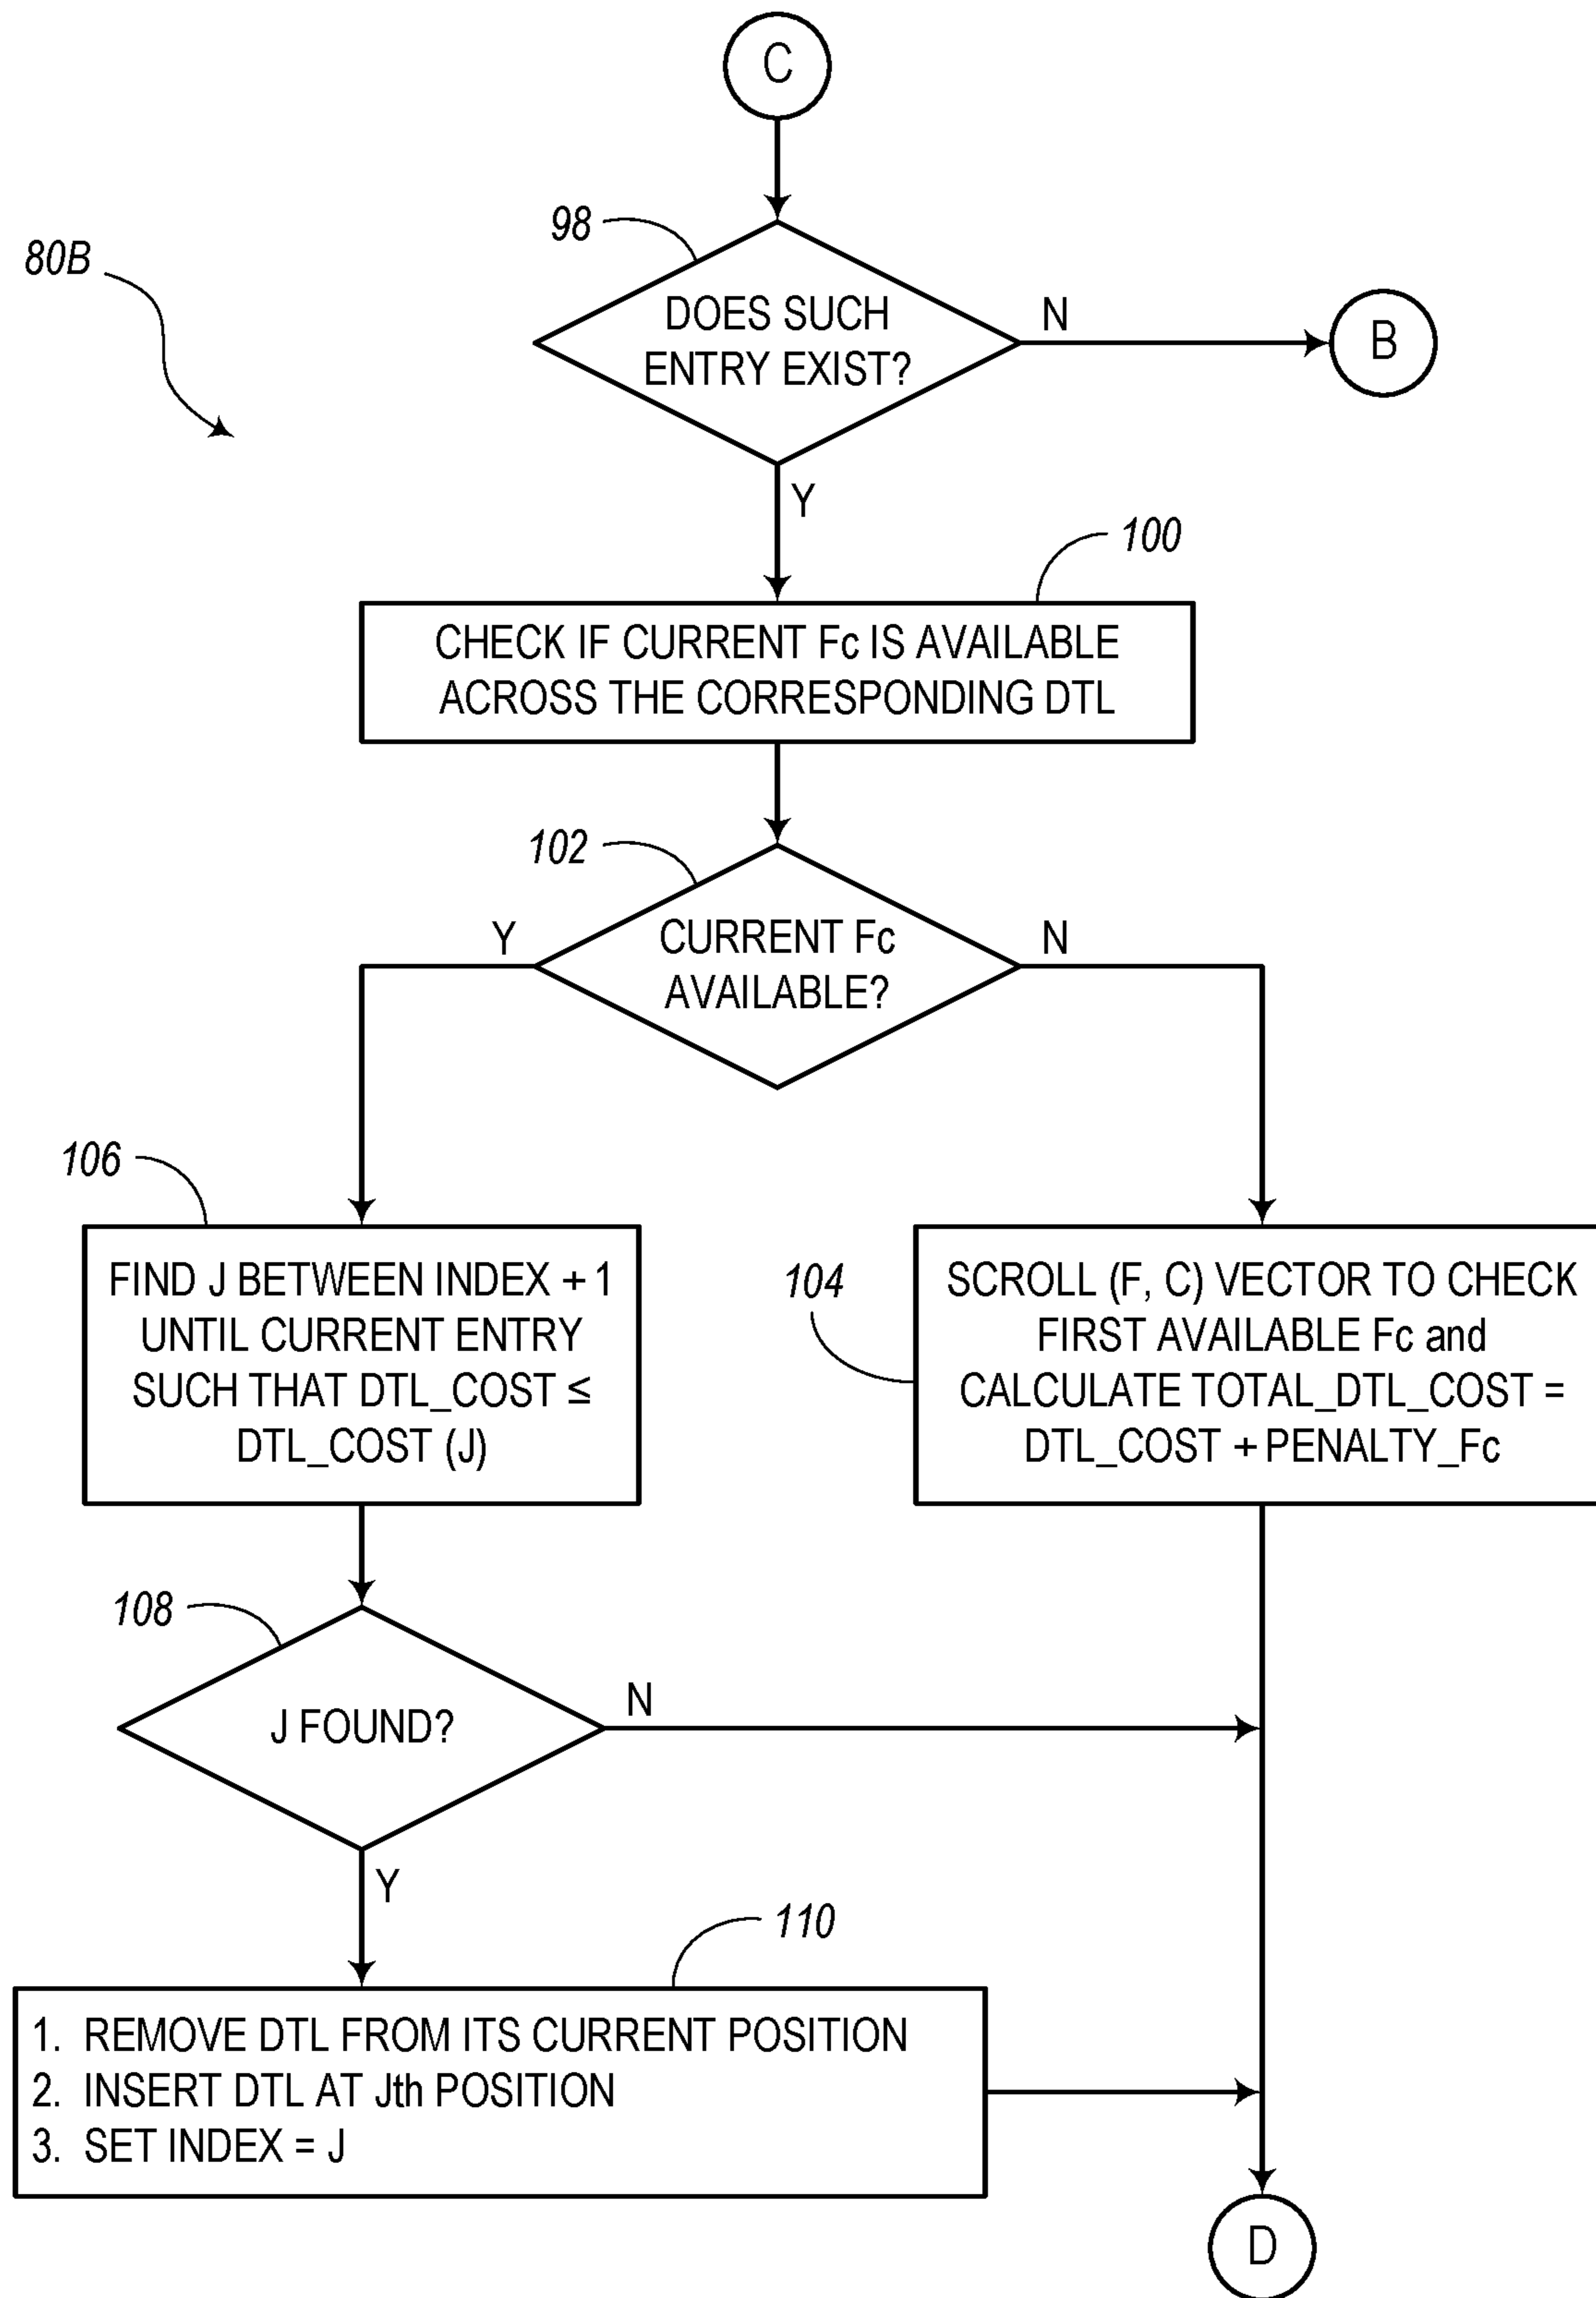 C
98
80B
DOES SUCH
ENTRY EXIST?
N
B
Y
100
CHECK IF CURRENT Fc IS AVAILABLE
ACROSS THE CORRESPONDING DTL
102
Y
CURRENT Fc
AVAILABLE?
N
106
FIND J BETWEEN INDEX + 1
UNTIL CURRENT ENTRY
SUCH THAT DTL_COST ≤
DTL_COST (J)
104
SCROLL (F, C) VECTOR TO CHECK
FIRST AVAILABLE Fc and
CALCULATE TOTAL_DTL_COST =
DTL_COST + PENALTY_Fc
108
J FOUND?
N
Y
110
1. REMOVE DTL FROM ITS CURRENT POSITION
2. INSERT DTL AT Jth POSITION
3. SET INDEX = J
D